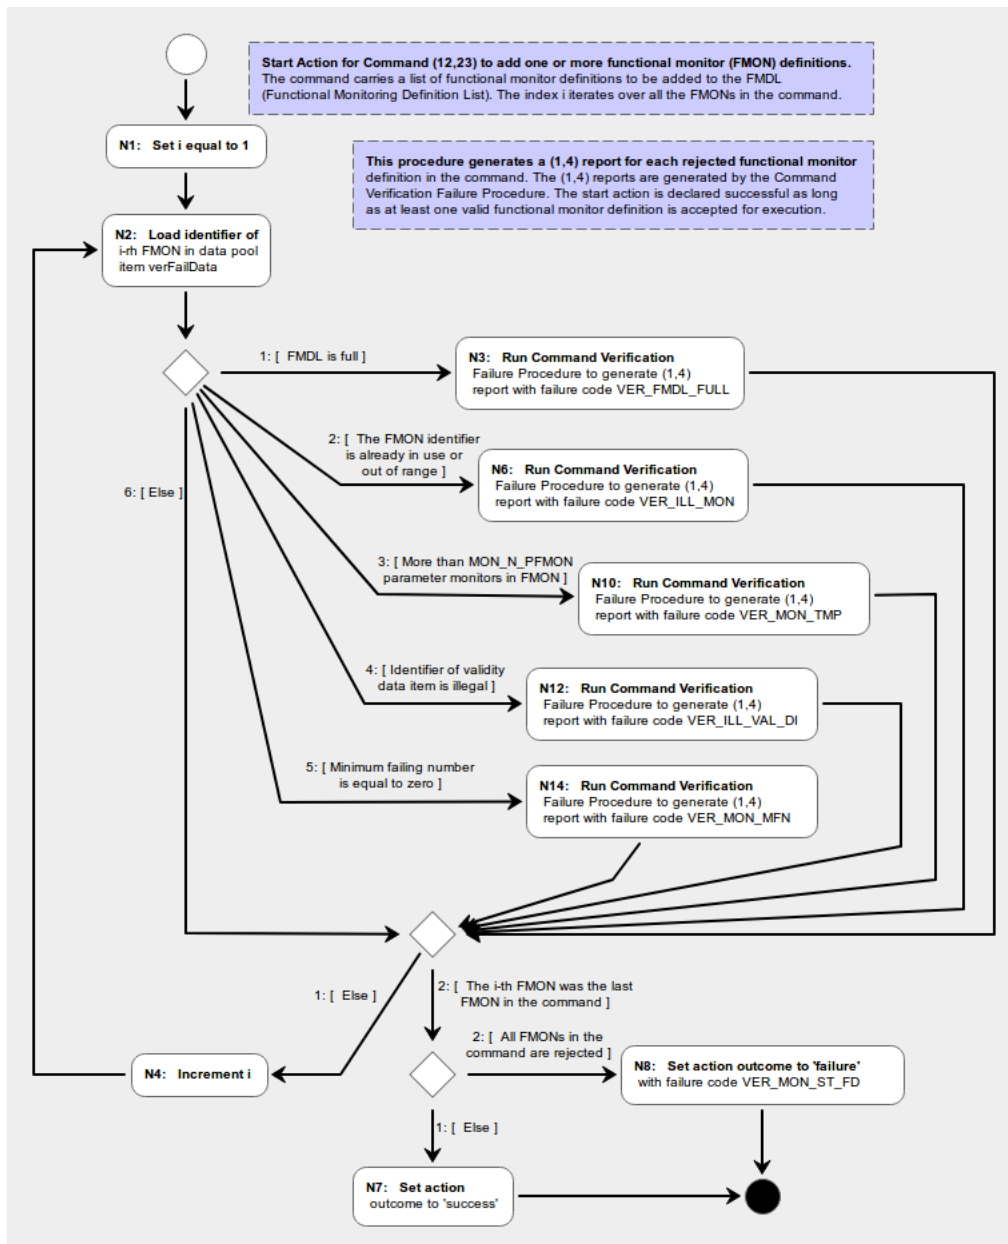 Start Action for Command (12,23) to add one or more functional monitor (FMON) definitions.
The command carries a list of functional monitor definitions to be added to the FMDL
(Functional Monitoring Definition List). The index i iterates over all the FMONs in the command.
N1: Set i equal to 1
This procedure generates a (1,4) report for each rejected functional monitor
definition in the command. The (1,4) reports are generated by the Command
Verification Failure Procedure. The start action is declared successful as long
as at least one valid functional monitor definition is accepted for execution.
N2: Load identifier of
i-rh FMON in data pool
item verFailData
1: [ FMDL is full ]
N3: Run Command Verification
Failure Procedure to generate (1,4)
report with failure code VER_FMDL_FULL
2: [ The FMON identifier
is already in use or
out of range ]
N6: Run Command Verification
Failure Procedure to generate (1,4)
report with failure code VER_ILL_MON
6: [ Else ]
3: [ More than MON_N_PFMON
parameter monitors in FMON ]
N10: Run Command Verification
Failure Procedure to generate (1,4)
report with failure code VER_MON_TMP
4: [ Identifier of validity
data item is illegal ]
N12: Run Command Verification
Failure Procedure to generate (1,4)
report with failure code VER_ILL_VAL_DI
5: [ Minimum failing number
is equal to zero ]
N14: Run Command Verification
Failure Procedure to generate (1,4)
report with failure code VER_MON_MFN
1: [ Else ]
2: [ The i-th FMON was the last
FMON in the command ]
2: [ All FMONs in the
command are rejected ]
N4: Increment i
N8: Set action outcome to 'failure'
with failure code VER_MON_ST_FD
1: [ Else ]
N7: Set action
outcome to 'success'